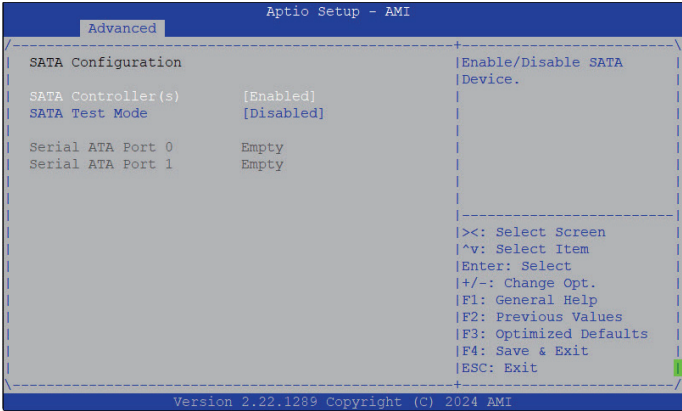 Aptio Setup - AMI
Advanced
SATA Configuration
SATA Controller(s) [Enabled]
SATA Test Mode [Disabled]
Serial ATA Port 0 Empty
Serial ATA Port 1 Empty
Enable/Disable SATA
Device.
><: Select Screen
^v: Select Item
Enter: Select
+/-: Change Opt.
F1: General Help
F2: Previous Values
F3: Optimized Defaults
F4: Save & Exit
ESC: Exit
Version 2.22.1289 Copyright (C) 2024 AMI